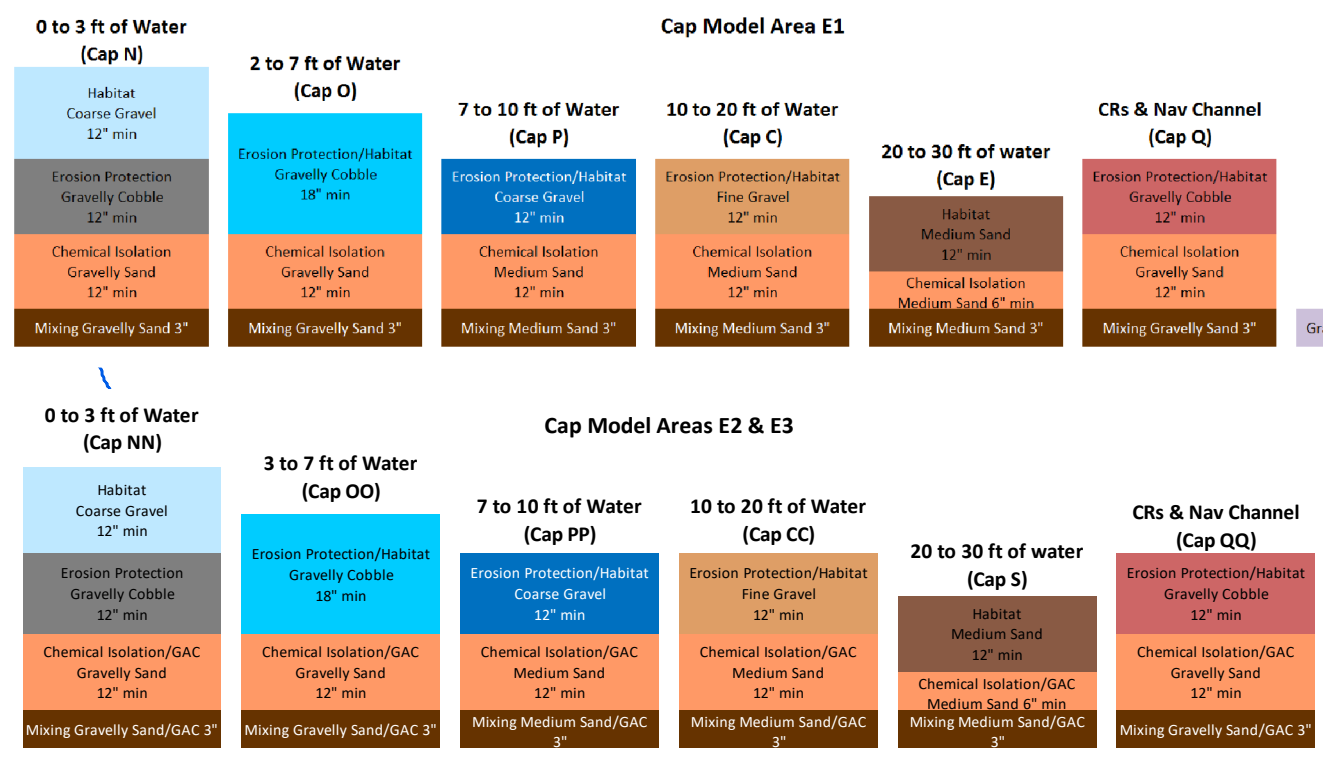 Cap Model Area E1
0 to 3 ft of Water
(Cap N)
Habitat
Coarse Gravel
12" min
Erosion Protection
Gravelly Cobble
12" min
Chemical Isolation
Gravelly Sand
12" min
Mixing Gravelly Sand 3"
2 to 7 ft of Water
(Cap O)
Erosion Protection/Habitat
Gravelly Cobble
18" min
Chemical Isolation
Gravelly Sand
12" min
Mixing Gravelly Sand 3"
7 to 10 ft of Water
(Cap P)
Erosion Protection/Habitat
Coarse Gravel
12" min
Chemical Isolation
Medium Sand
12" min
Mixing Medium Sand 3"
10 to 20 ft of Water
(Cap C)
Erosion Protection/Habitat
Fine Gravel
12" min
Chemical Isolation
Medium Sand
12" min
Mixing Medium Sand 3"
20 to 30 ft of water
(Cap E)
Habitat
Medium Sand
12" min
Chemical Isolation
Medium Sand 6" min
Mixing Medium Sand 3"
CRs & Nav Channel
(Cap Q)
Erosion Protection/Habitat
Gravelly Cobble
12" min
Chemical Isolation
Gravelly Sand
12" min
Mixing Gravelly Sand 3"
Cap Model Areas E2 & E3
0 to 3 ft of Water
(Cap NN)
Habitat
Coarse Gravel
12" min
Erosion Protection
Gravelly Cobble
12" min
Chemical Isolation/GAC
Gravelly Sand
12" min
Mixing Gravelly Sand/GAC 3"
3 to 7 ft of Water
(Cap OO)
Erosion Protection/Habitat
Gravelly Cobble
18" min
Chemical Isolation/GAC
Gravelly Sand
12" min
Mixing Gravelly Sand/GAC 3"
7 to 10 ft of Water
(Cap PP)
Erosion Protection/Habitat
Coarse Gravel
12" min
Chemical Isolation/GAC
Medium Sand
12" min
Mixing Medium Sand/GAC
3"
10 to 20 ft of Water
(Cap CC)
Erosion Protection/Habitat
Fine Gravel
12" min
Chemical Isolation/GAC
Medium Sand
12" min
Mixing Medium Sand/GAC
3"
20 to 30 ft of water
(Cap S)
Habitat
Medium Sand
12" min
Chemical Isolation/GAC
Medium Sand 6" min
Mixing Medium Sand/GAC
3"
CRs & Nav Channel
(Cap QQ)
Erosion Protection/Habitat
Gravelly Cobble
12" min
Chemical Isolation/GAC
Gravelly Sand
12" min
Mixing Gravelly Sand/GAC 3"